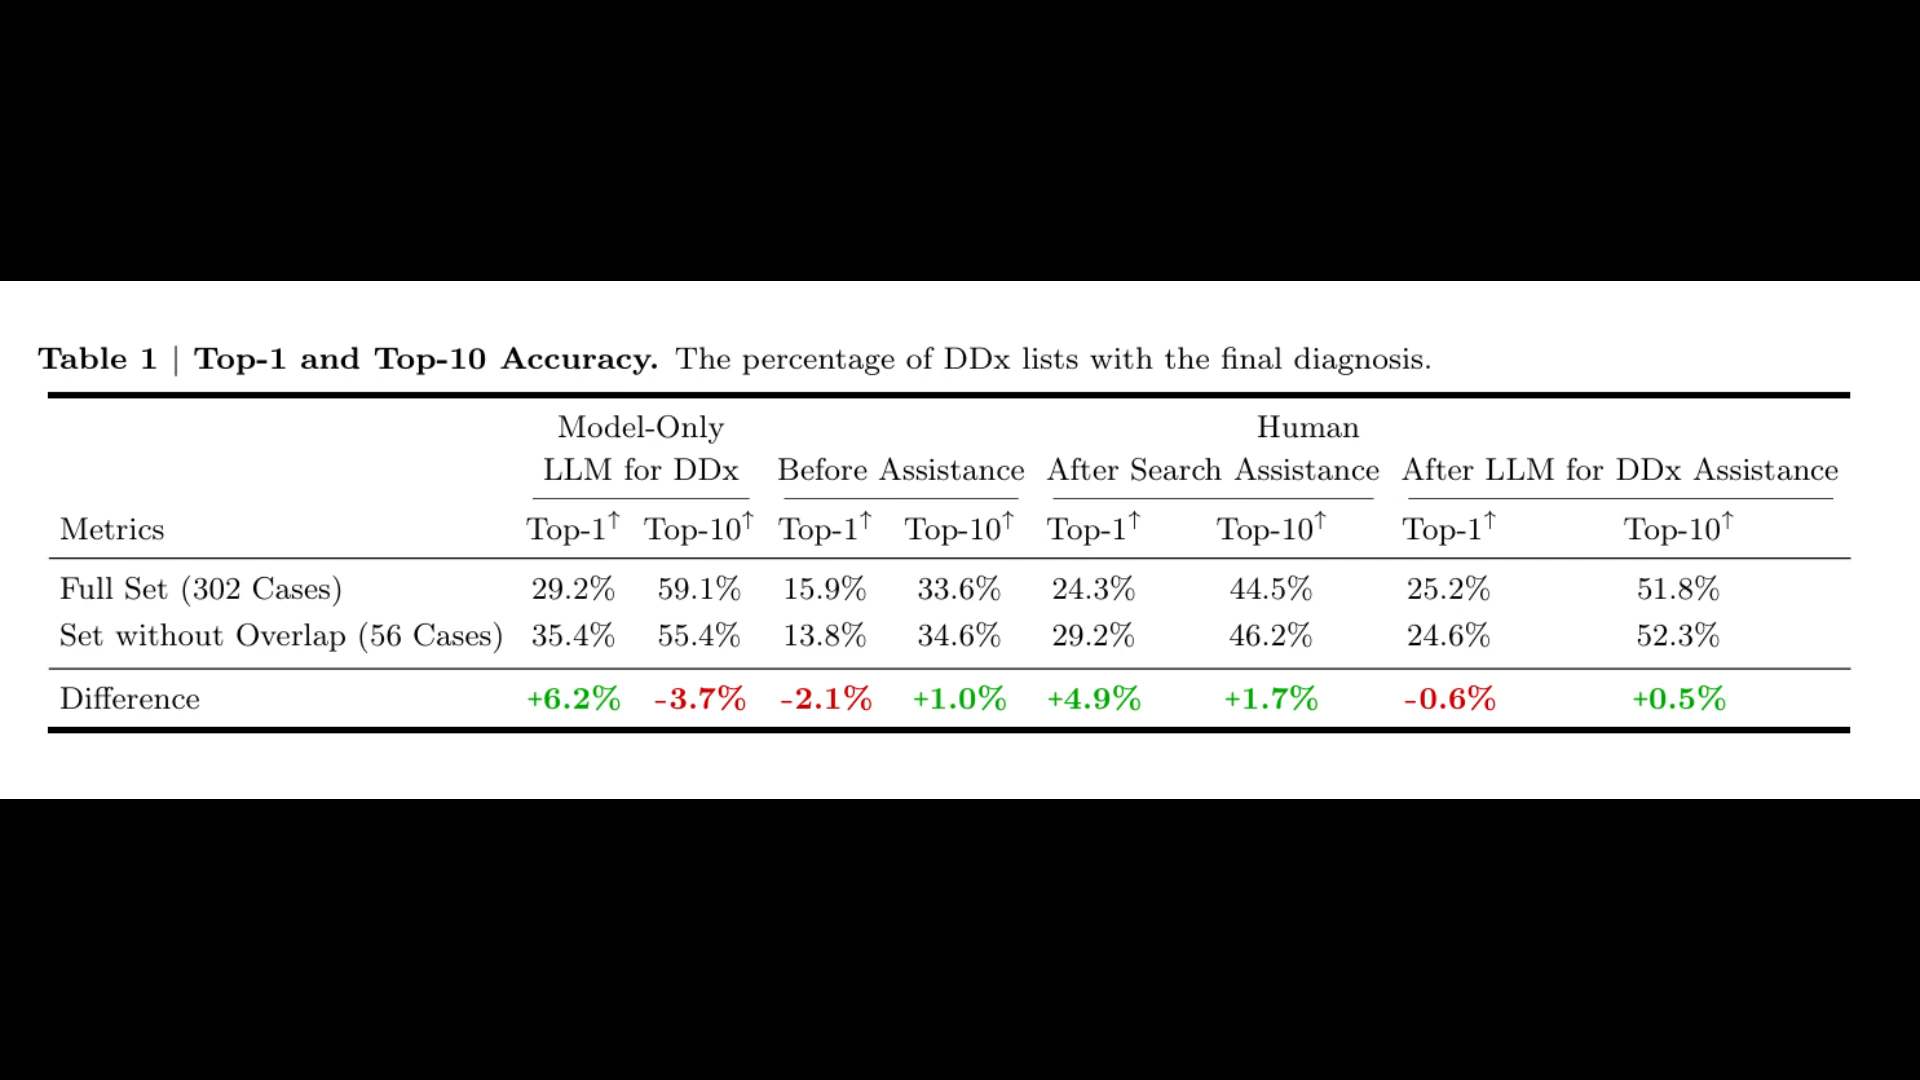 Table 1 | Top-1 and Top-10 Accuracy. The percentage of DDx lists with the final diagnosis.
Model-Only Human
LLM for DDx Before Assistance After Search Assistance After LLM for DDx Assistance
Metrics Top-1↑ Top-10↑ Top-1↑ Top-10↑ Top-1↑ Top-10↑ Top-1↑ Top-10↑
Full Set (302 Cases) 29.2% 59.1% 15.9% 33.6% 24.3% 44.5% 25.2% 51.8%
Set without Overlap (56 Cases) 35.4% 55.4% 13.8% 34.6% 29.2% 46.2% 24.6% 52.3%
Difference +6.2% -3.7% -2.1% +1.0% +4.9% +1.7% -0.6% +0.5%